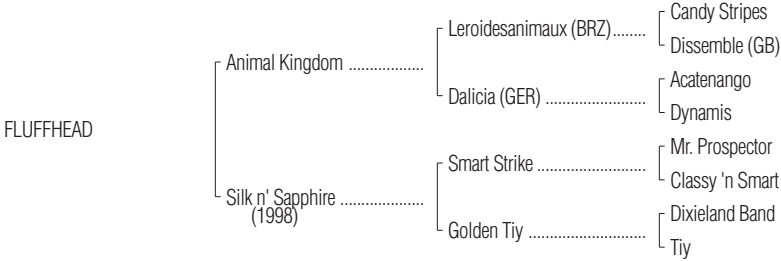 Candy Stripes
Leroidesanimaux (BRZ)........
Dissemble (GB)
Animal Kingdom ..................
Acatenango
Dalicia (GER) ........................
Dynamis
FLUFFHEAD
Mr. Prospector
Smart Strike ..........................
Classy 'n Smart
Silk n' Sapphire ....................
(1998)
Dixieland Band
Golden Tiy ............................
Tiy